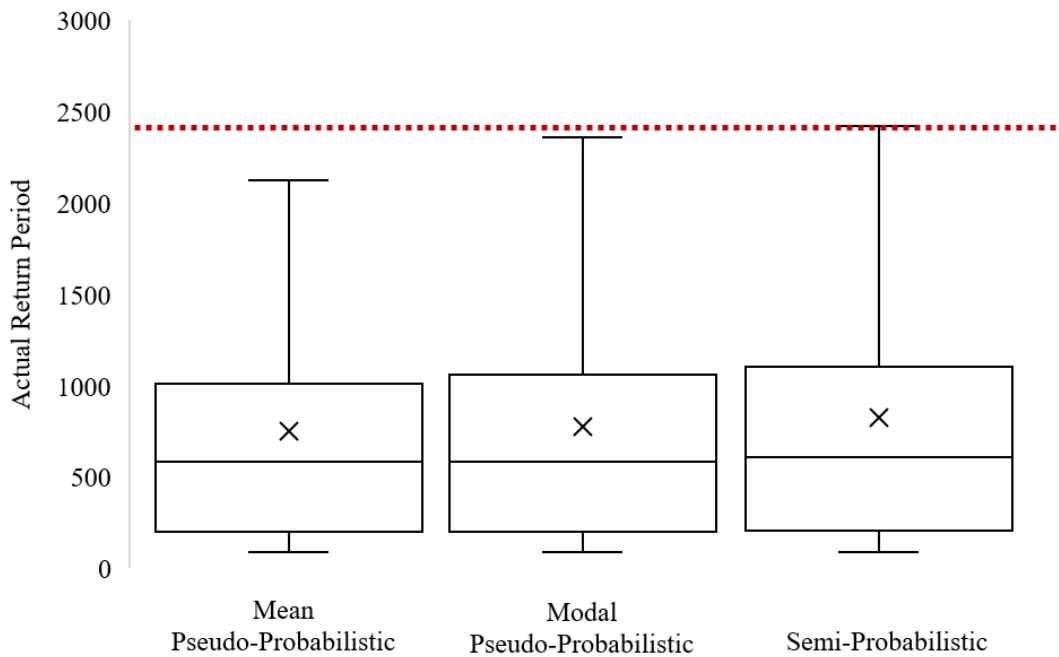 3000
2500
2000
1500
1000
500
0
Actual Return Period
Mean
Pseudo-Probabilistic
Modal
Pseudo-Probabilistic
Semi-Probabilistic